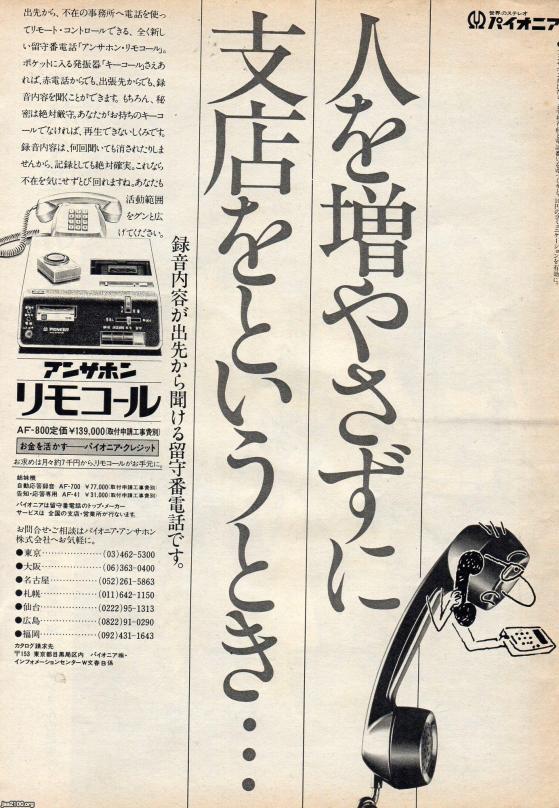 世界のステレオ
パイオニア
人を増やさずに
支店をというとき・・・
録音内容が出先から聞ける留守番電話です。
出先から、不在の事務所へ電話を使っ
てリモート・コントロールできる、全く新し
い留守番電話「アンサホン・リモコール」。
ポケットに入る発振器「キーコール」さえあ
れば、赤電話からでも、出張先からでも、録
音内容を聞くことができます。もちろん、秘
密は絶対厳守。あなたがお持ちのキーコ
ールでなければ、再生できないしくみです。
録音内容は、何回聞いても消されたりしま
せんから、記録としても絶対確実。これなら
不在を気にせずとび回れますね。あなたも
活動範囲
をグンと広
げてください。
PIONEER
アンサホン
リモコール
AF-800定価¥139,000(取付申請工事費別)
お金を活かす——パイオニア・クレジット
お求めは月々約7千円からリモコールがお手元に。
姉妹機
自動応答録音 AF-700 ¥77,000(取付申請工事費別)
告知・応答専用 AF-41 ¥31,000(取付申請工事費別)
パイオニアは留守番電話のトップ・メーカー
サービスは 全国の支店・営業所が行ないます。
お問合せ・ご相談はパイオニア・アンサホン
株式会社へお気軽に。
●東京…………(03)462-5300
●大阪…………(06)363-0400
●名古屋…………(052)261-5863
●札幌…………(011)642-1150
●仙台…………(0222)95-1313
●広島…………(0822)91-0290
●福岡…………(092)431-1643
カタログ請求先
〒153 東京都目黒局区内 パイオニア㈱・
インフォメーションセンターW文春B係
jaa2100.org